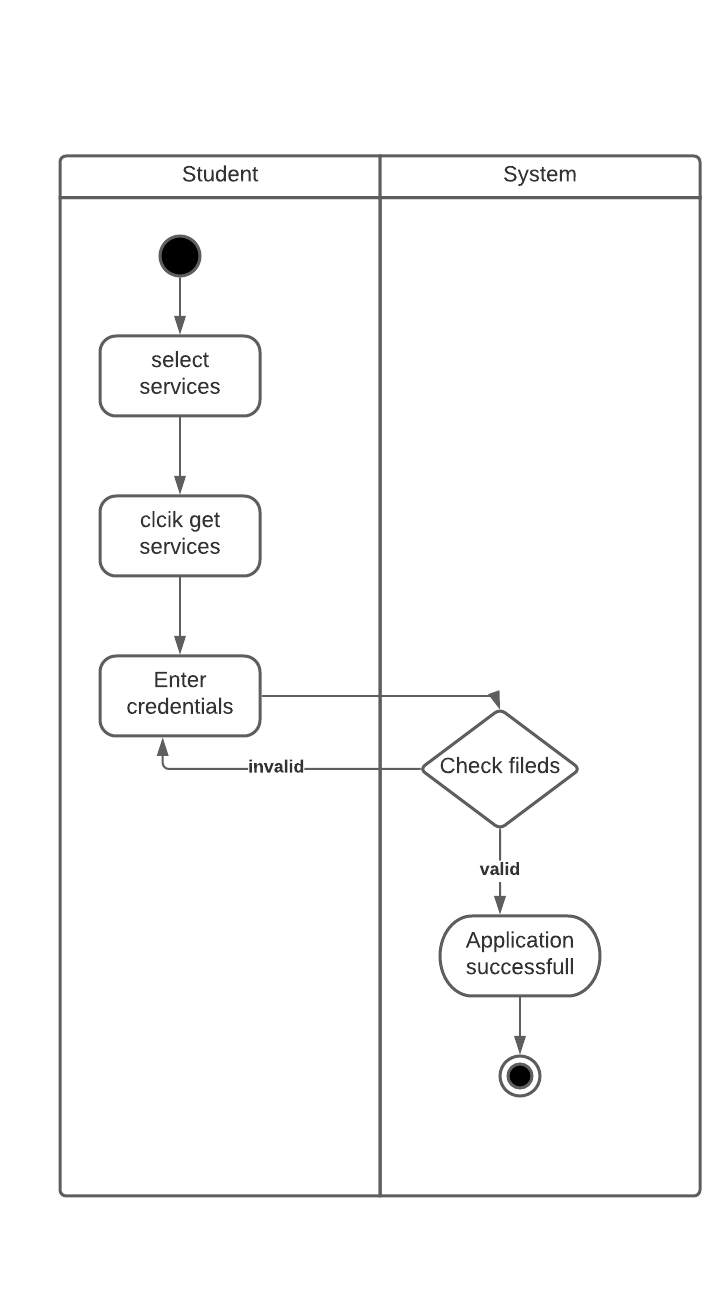 Student
System
select
services
clcik get
services
Enter
credentials
Check fileds
invalid
valid
Application
successfull